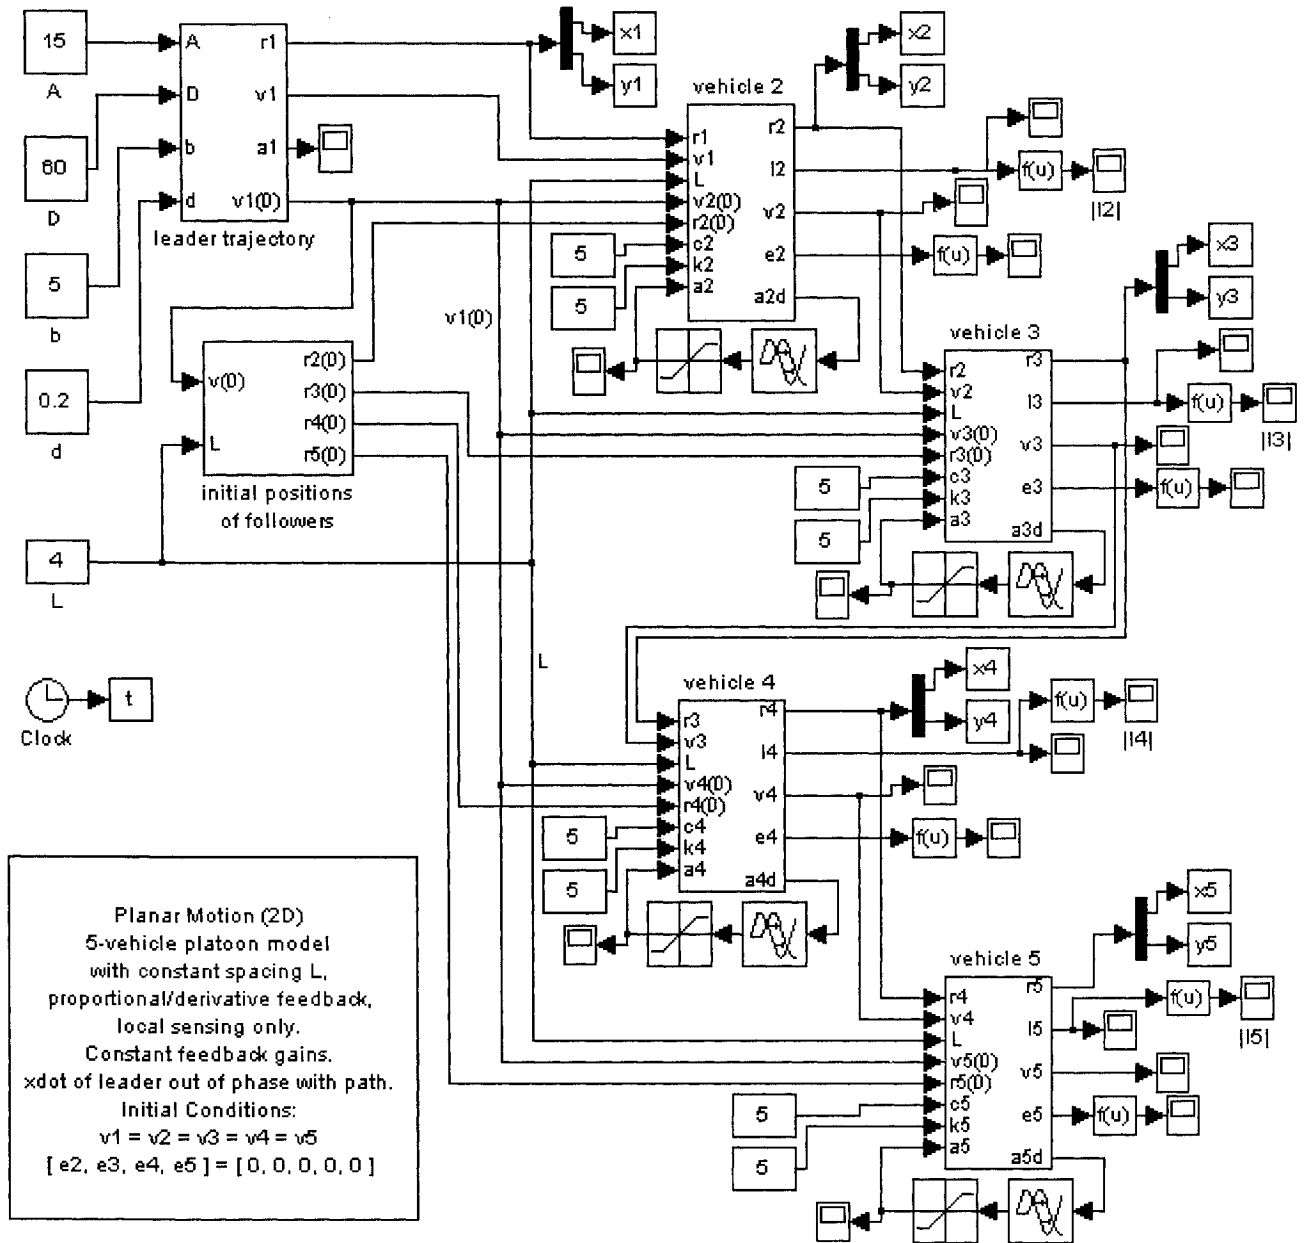 15
A
60
D
5
b
0.2
d
4
L
A
D
b
d
r1
v1
a1
v1(0)
leader trajectory
v(0)
L
r2(0)
r3(0)
r4(0)
r5(0)
initial positions
of followers
v1(0)
L
x1
y1
vehicle 2
r1
v1
L
v2(0)
r2(0)
c2
k2
a2
r2
l2
v2
e2
a2d
5
5
x2
y2
f(u)
|l2|
f(u)
vehicle 3
r2
v2
L
v3(0)
r3(0)
c3
k3
a3
r3
l3
v3
e3
a3d
5
5
x3
y3
f(u)
|l3|
f(u)
Clock
t
vehicle 4
r3
v3
L
v4(0)
r4(0)
c4
k4
a4
r4
l4
v4
e4
a4d
5
5
x4
y4
f(u)
|l4|
f(u)
vehicle 5
r4
v4
L
v5(0)
r5(0)
c5
k5
a5
r5
l5
v5
e5
a5d
5
5
x5
y5
f(u)
|l5|
f(u)
Planar Motion (2D)
5-vehicle platoon model
with constant spacing L,
proportional/derivative feedback,
local sensing only.
Constant feedback gains.
xdot of leader out of phase with path.
Initial Conditions:
v1 = v2 = v3 = v4 = v5
[ e2, e3, e4, e5 ] = [ 0, 0, 0, 0, 0 ]